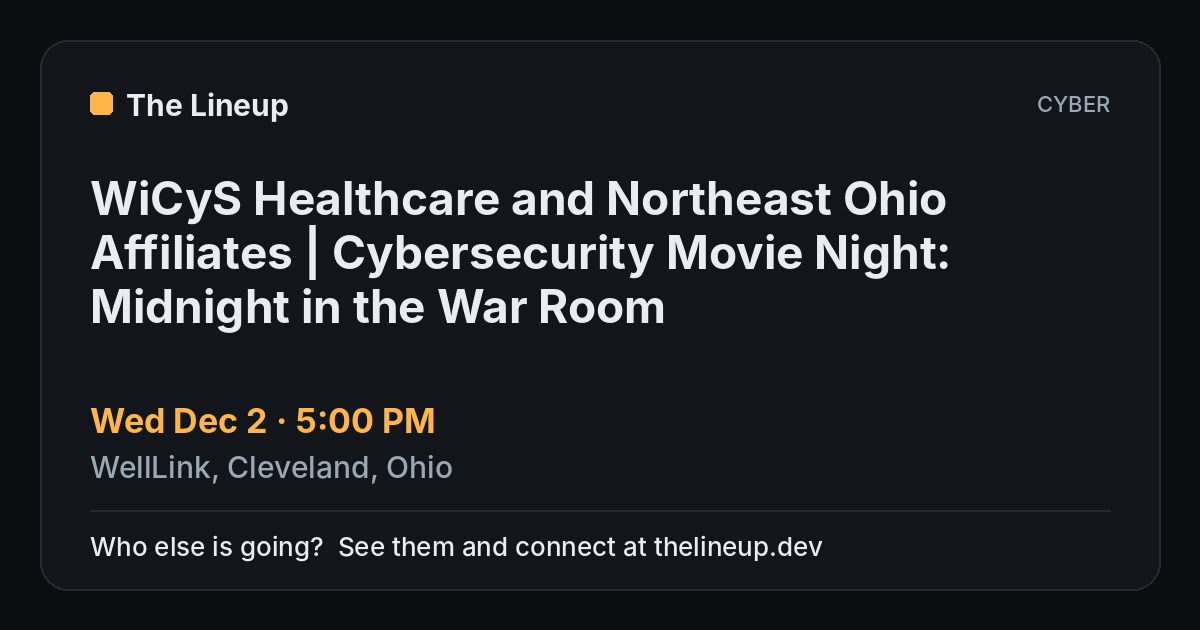 The Lineup
CYBER
WiCyS Healthcare and Northeast Ohio
Affiliates | Cybersecurity Movie Night:
Midnight in the War Room
Wed Dec 2 · 5:00 PM
WellLink, Cleveland, Ohio
Who else is going? See them and connect at thelineup.dev